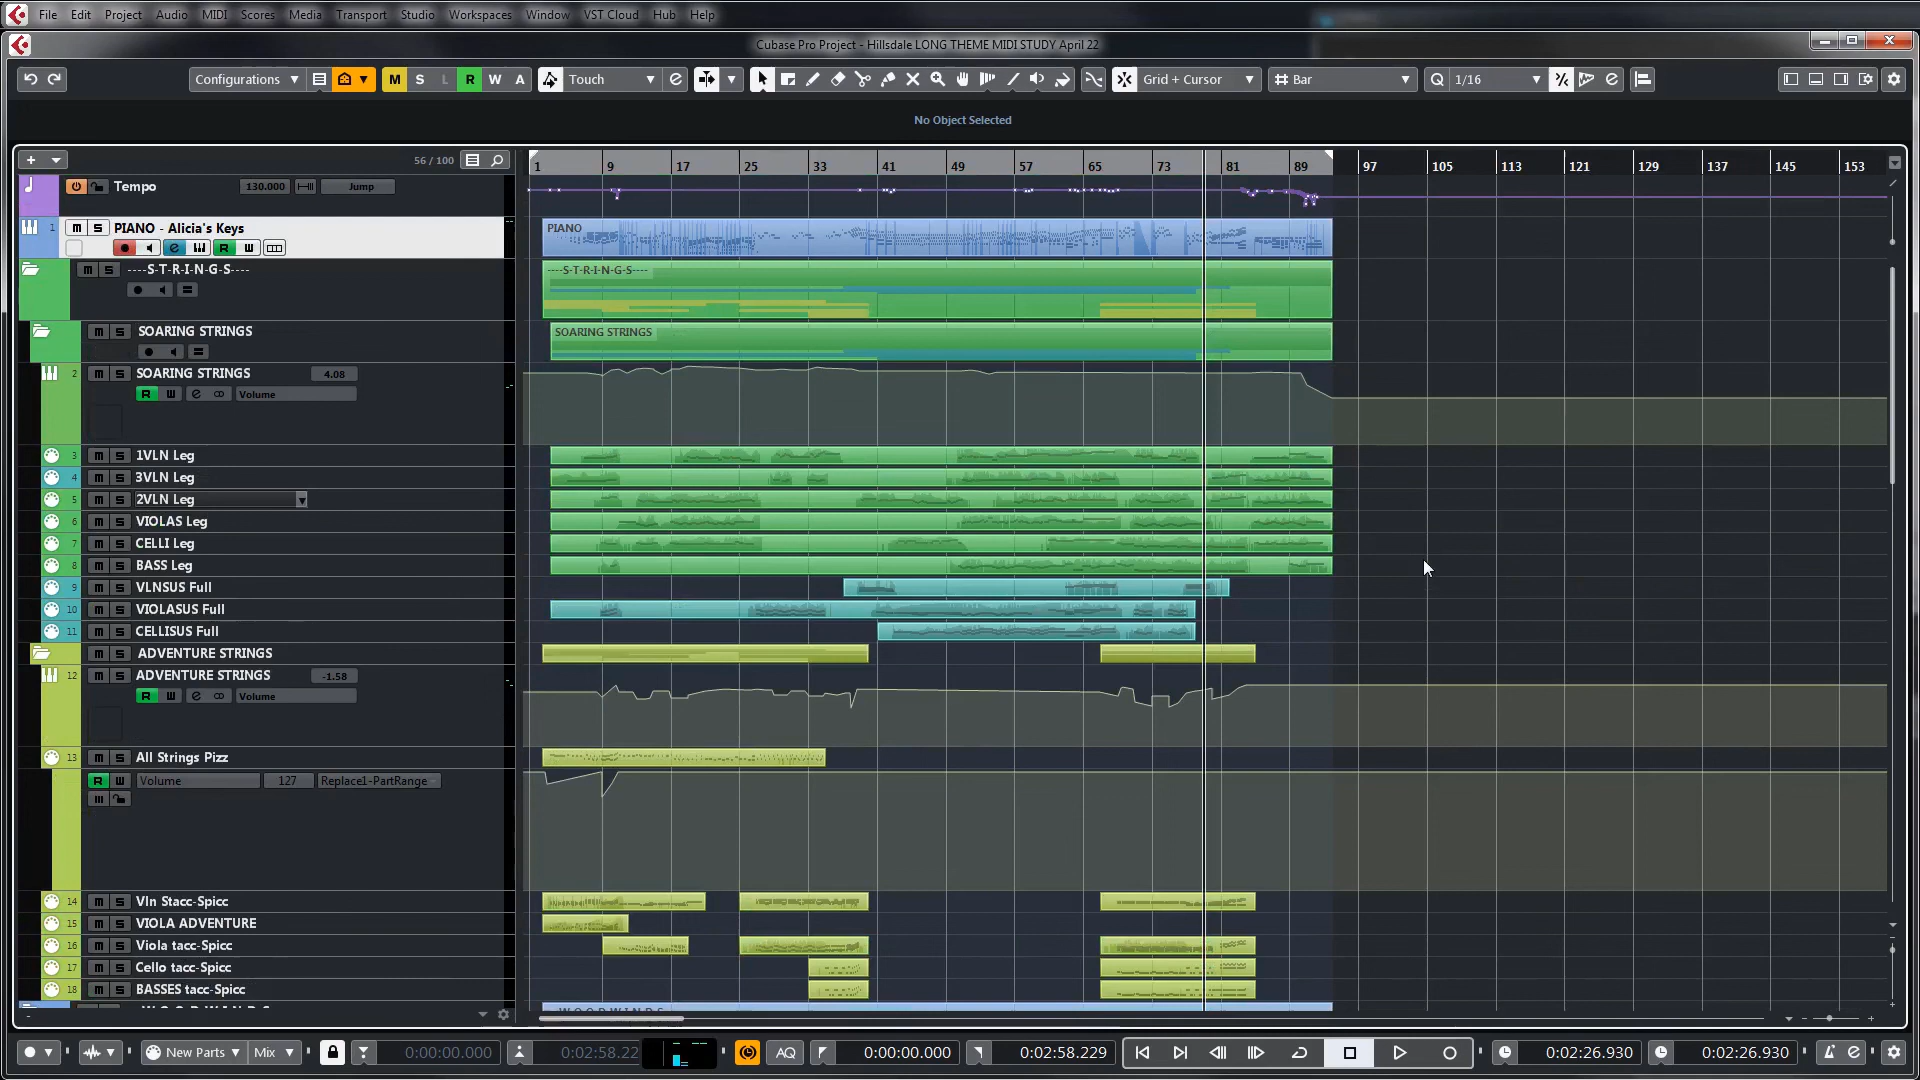 File Edit Project Audio MIDI Scores Media Transport Studio Workspaces Window VST Cloud Hub Help
Cubase Pro Project - Hillsdale LONG THEME MIDI STUDY April 22
Configurations M S L R W A Touch Grid + Cursor Bar Q 1/16
No Object Selected
56 / 100
1 9 17 25 33 41 49 57 65 73 81 89 97 105 113 121 129 137 145 153
Tempo 130.000 Jump
1 m S PIANO - Alicia's Keys
R W
PIANO
m S ----S-T-R-I-N-G-S----
----S-T-R-I-N-G-S----
m S SOARING STRINGS
SOARING STRINGS
2 SOARING STRINGS 4.08
R W Volume
3 m S 1VLN Leg
4 m S 3VLN Leg
5 m S 2VLN Leg
6 m S VIOLAS Leg
7 m S CELLI Leg
8 m S BASS Leg
9 m S VLNSUS Full
10 m S VIOLASUS Full
11 m S CELLISUS Full
m S ADVENTURE STRINGS
12 ADVENTURE STRINGS -1.58
R W Volume
13 m S All Strings Pizz
R W Volume 127 Replace1-PartRange
m
14 m S Vln Stacc-Spicc
15 m S VIOLA ADVENTURE
16 m S Viola tacc-Spicc
17 m S Cello tacc-Spicc
18 m S BASSES tacc-Spicc
New Parts Mix 0:00:00.000 0:02:58.22 AQ 0:00:00.000 0:02:58.229 0:02:26.930 0:02:26.930